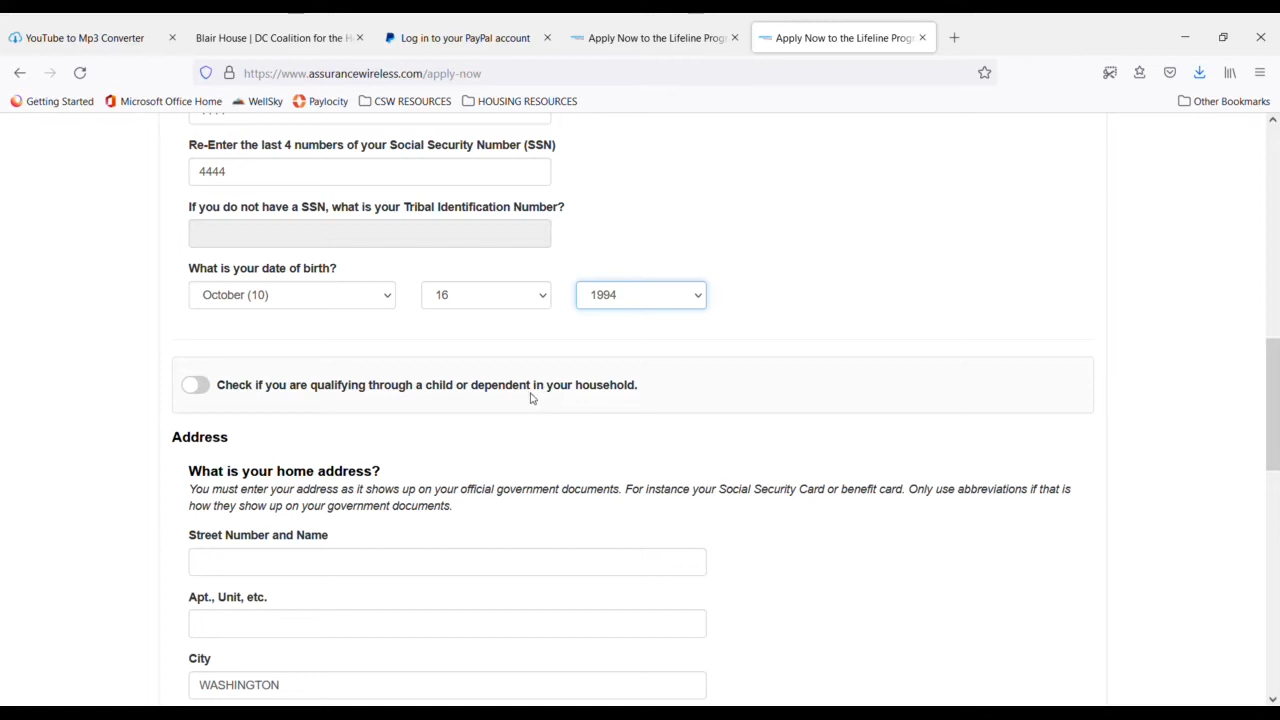 YouTube to Mp3 Converter
Blair House | DC Coalition for the H
Log in to your PayPal account
Apply Now to the Lifeline Progr
Apply Now to the Lifeline Progr
https://www.assurancewireless.com/apply-now
Getting Started
Microsoft Office Home
WellSky
Paylocity
CSW RESOURCES
HOUSING RESOURCES
Other Bookmarks
Re-Enter the last 4 numbers of your Social Security Number (SSN)
4444
If you do not have a SSN, what is your Tribal Identification Number?
What is your date of birth?
October (10)
16
1994
Check if you are qualifying through a child or dependent in your household.
Address
What is your home address?
You must enter your address as it shows up on your official government documents. For instance your Social Security Card or benefit card. Only use abbreviations if that is
how they show up on your government documents.
Street Number and Name
Apt., Unit, etc.
City
WASHINGTON